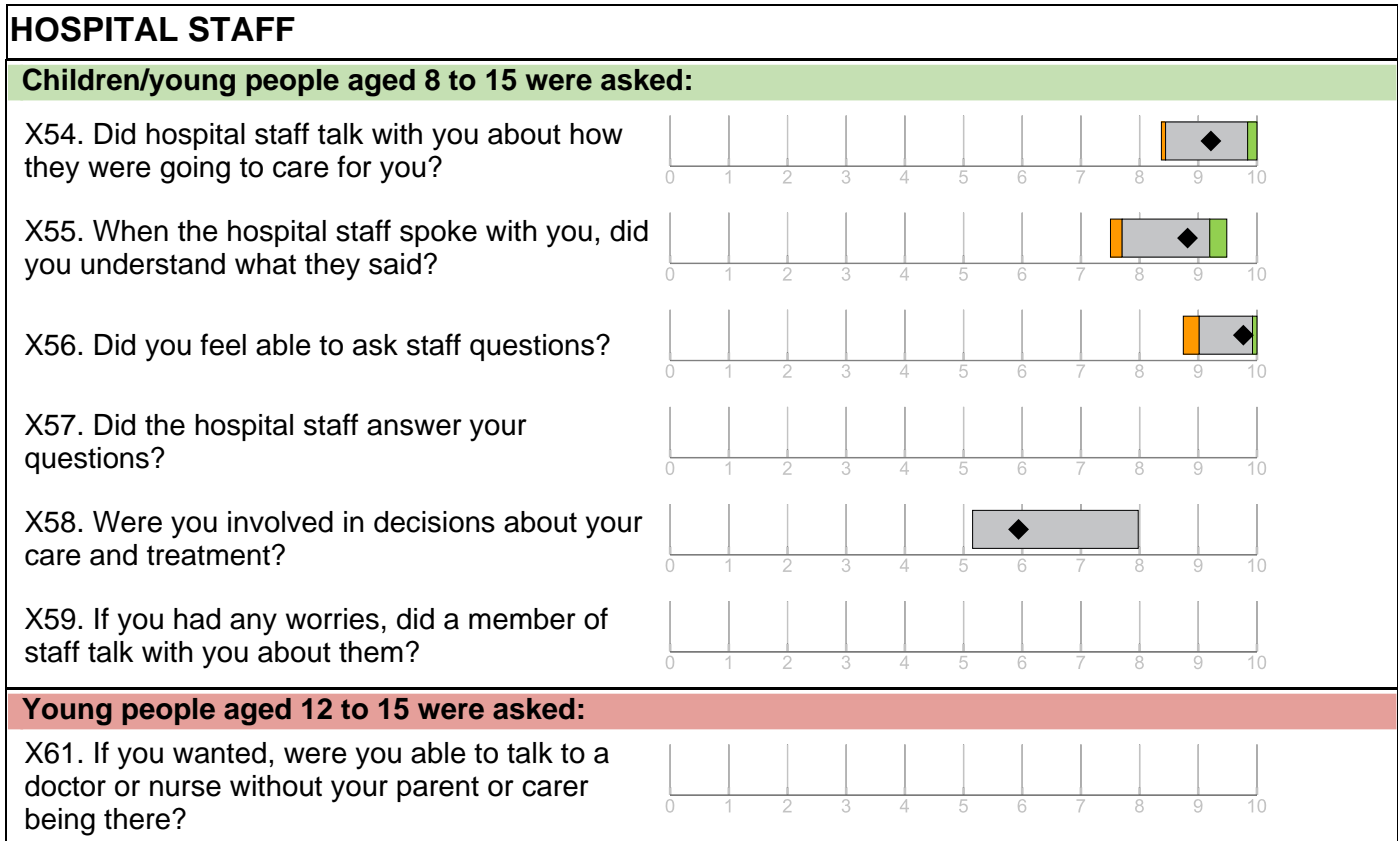 HOSPITAL STAFF
Children/young people aged 8 to 15 were asked:
X54. Did hospital staff talk with you about how
they were going to care for you?
0 1 2 3 4 5 6 7 8 9 10
X55. When the hospital staff spoke with you, did
you understand what they said?
0 1 2 3 4 5 6 7 8 9 10
X56. Did you feel able to ask staff questions?
0 1 2 3 4 5 6 7 8 9 10
X57. Did the hospital staff answer your
questions?
0 1 2 3 4 5 6 7 8 9 10
X58. Were you involved in decisions about your
care and treatment?
0 1 2 3 4 5 6 7 8 9 10
X59. If you had any worries, did a member of
staff talk with you about them?
0 1 2 3 4 5 6 7 8 9 10
Young people aged 12 to 15 were asked:
X61. If you wanted, were you able to talk to a
doctor or nurse without your parent or carer
being there?
0 1 2 3 4 5 6 7 8 9 10